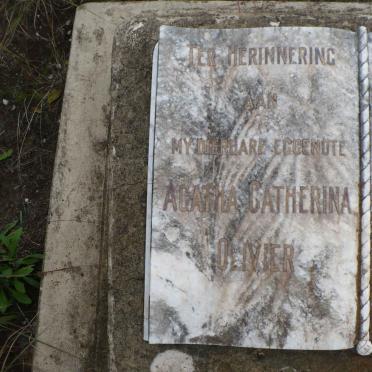 TER HERINNERING
AAN
MY DIERBARE EGGENOTE
AGATHA CATHERINA
OLIVIER